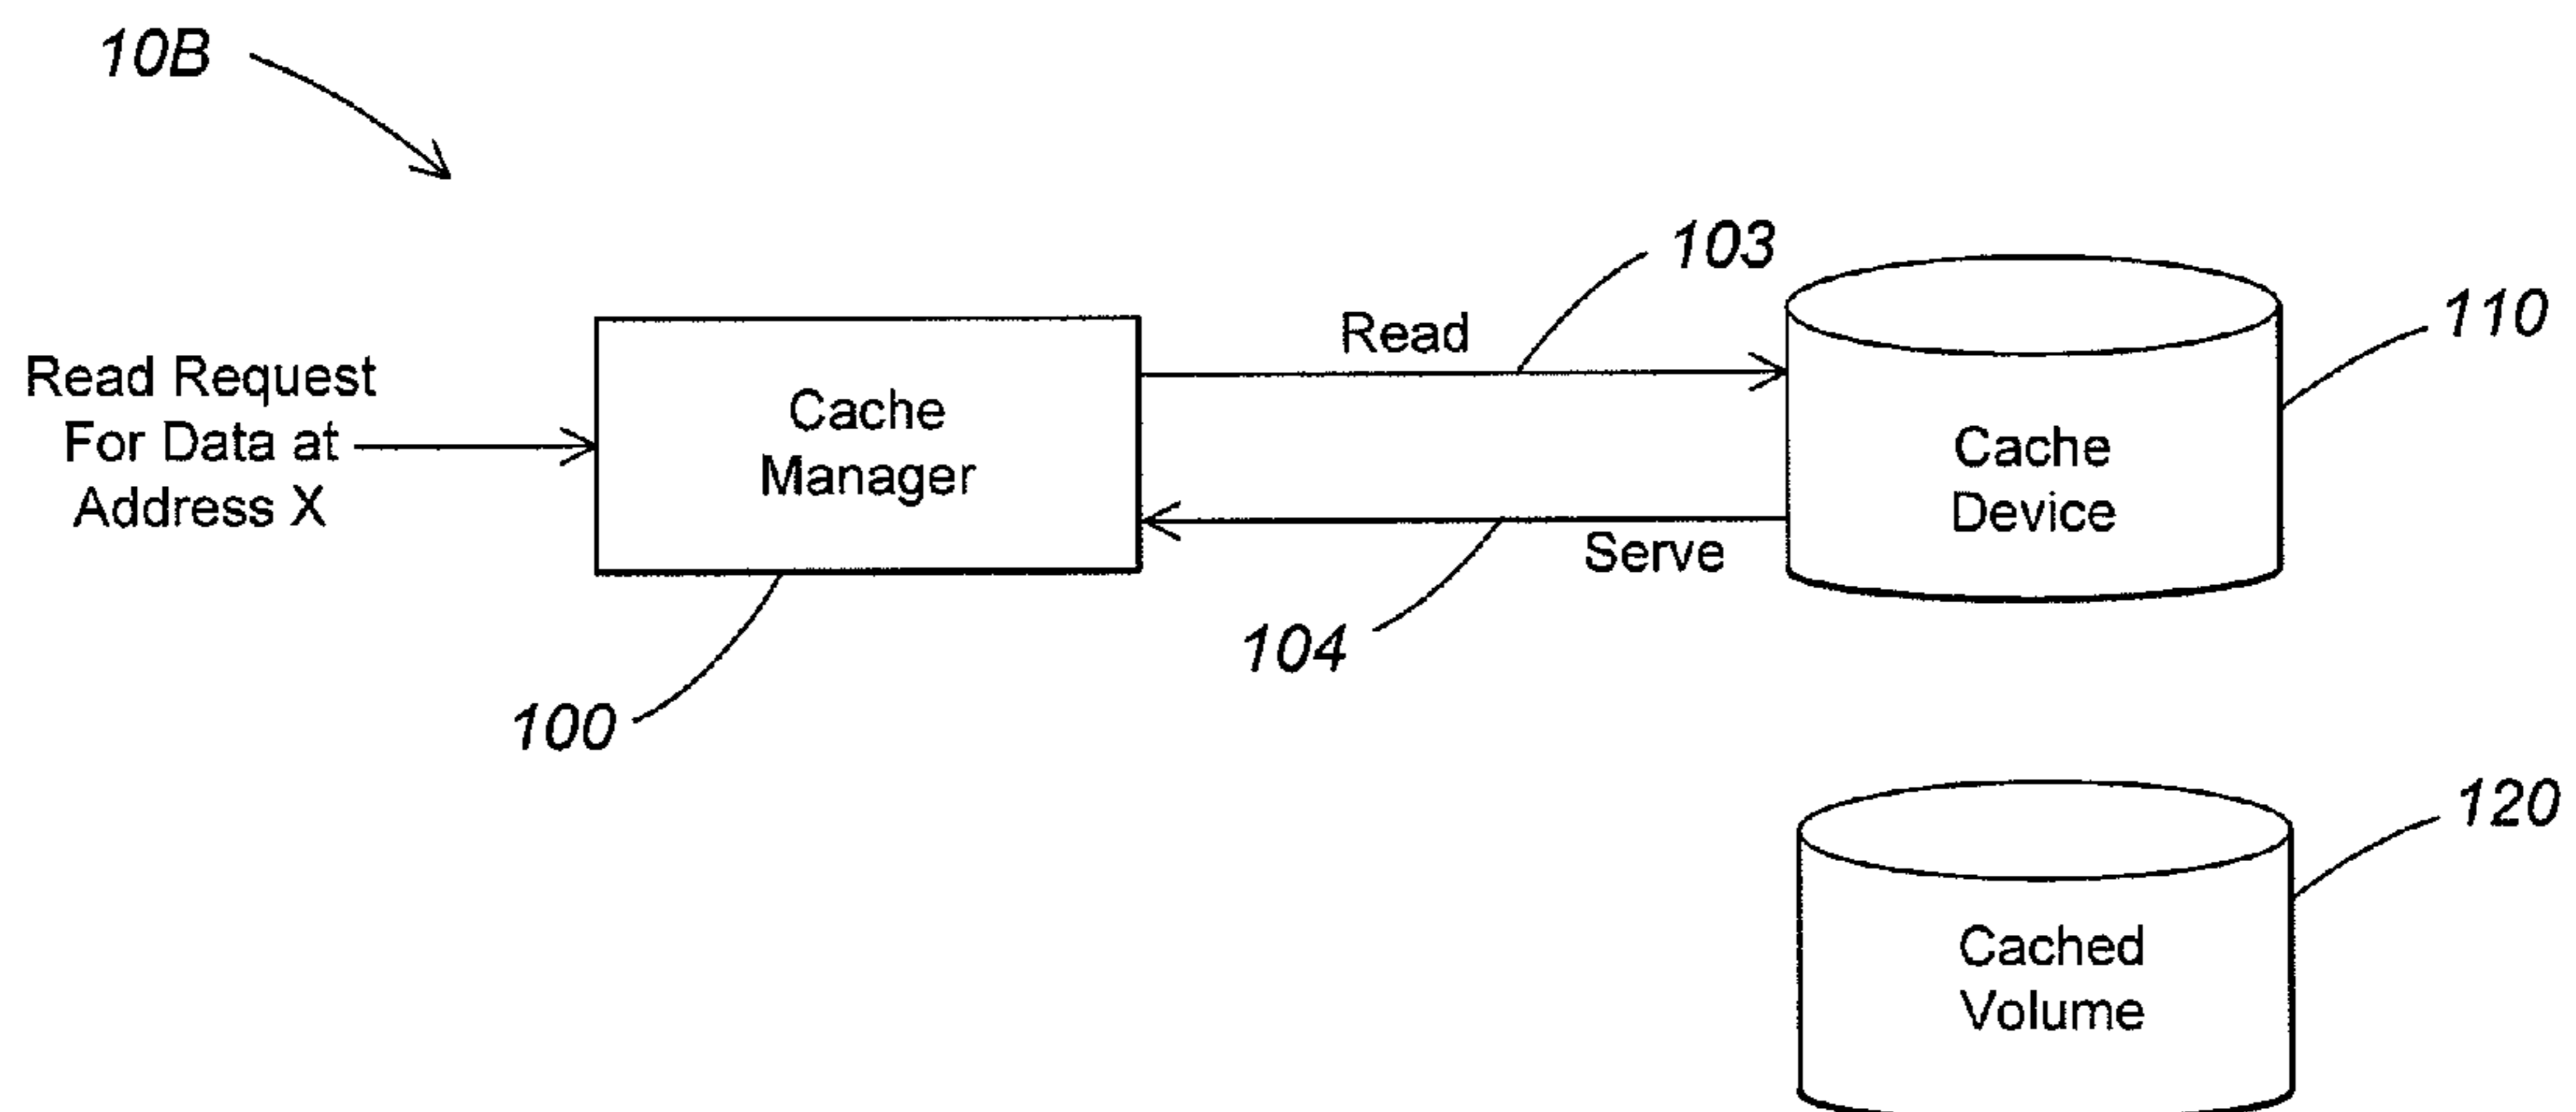 10B
103
110
Read
Read Request
For Data at
Address X
Cache
Manager
Cache
Device
Serve
104
100
120
Cached
Volume